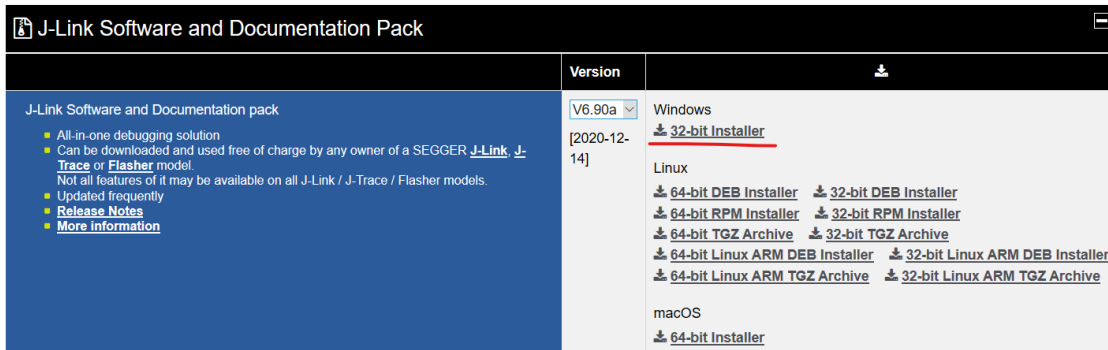 J-Link Software and Documentation Pack
Version
J-Link Software and Documentation pack
All-in-one debugging solution
Can be downloaded and used free of charge by any owner of a SEGGER J-Link, J-
Trace or Flasher model.
Not all features of it may be available on all J-Link / J-Trace / Flasher models.
Updated frequently
Release Notes
More information
V6.90a
[2020-12-
14]
Windows
32-bit Installer
Linux
64-bit DEB Installer 32-bit DEB Installer
64-bit RPM Installer 32-bit RPM Installer
64-bit TGZ Archive 32-bit TGZ Archive
64-bit Linux ARM DEB Installer 32-bit Linux ARM DEB Installer
64-bit Linux ARM TGZ Archive 32-bit Linux ARM TGZ Archive
macOS
64-bit Installer